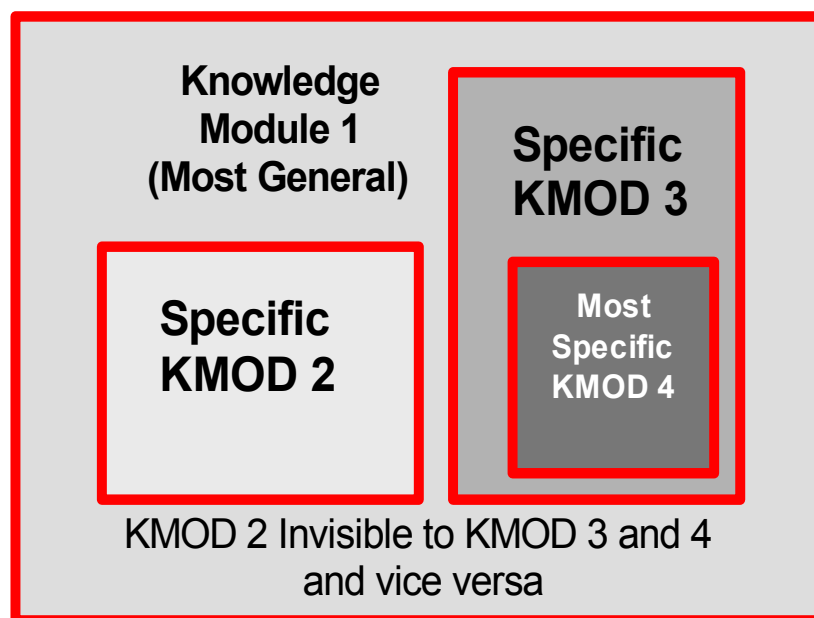 Knowledge
Module 1
(Most General)
Specific
KMOD 3
Specific
KMOD 2
Most
Specific
KMOD 4
KMOD 2 Invisible to KMOD 3 and 4
and vice versa